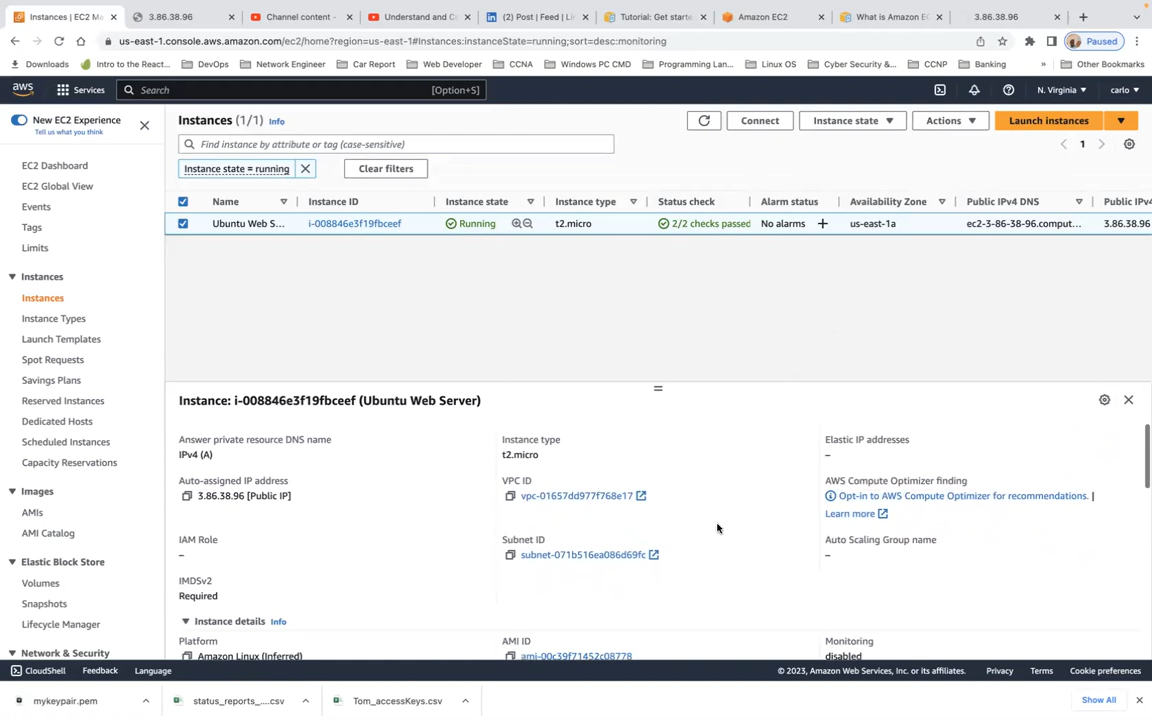 Instances | EC2 Ma
3.86.38.96
Channel content -
Understand and C
(2) Post | Feed | Li
Tutorial: Get starte
Amazon EC2
What is Amazon EC
3.86.38.96
us-east-1.console.aws.amazon.com/ec2/home?region=us-east-1#Instances:instanceState=running;sort=desc:monitoring
Paused
Downloads
Intro to the React...
DevOps
Network Engineer
Car Report
Web Developer
CCNA
Windows PC CMD
Programming Lan...
Linux OS
Cyber Security &...
CCNP
Banking
»
Other Bookmarks
aws
Services
Search
[Option+S]
N. Virginia
carlo
New EC2 Experience
Tell us what you think
EC2 Dashboard
EC2 Global View
Events
Tags
Limits
Instances
Instances
Instance Types
Launch Templates
Spot Requests
Savings Plans
Reserved Instances
Dedicated Hosts
Scheduled Instances
Capacity Reservations
Images
AMIs
AMI Catalog
Elastic Block Store
Volumes
Snapshots
Lifecycle Manager
Network & Security
Instances (1/1) Info
Connect
Instance state
Actions
Launch instances
Find instance by attribute or tag (case-sensitive)
1
Instance state = running
Clear filters
Name
Instance ID
Instance state
Instance type
Status check
Alarm status
Availability Zone
Public IPv4 DNS
Public IPv4
Ubuntu Web S...
i-008846e3f19fbceef
Running
t2.micro
2/2 checks passed
No alarms
us-east-1a
ec2-3-86-38-96.comput...
3.86.38.96
Instance: i-008846e3f19fbceef (Ubuntu Web Server)
Answer private resource DNS name
IPv4 (A)
Instance type
t2.micro
Elastic IP addresses
–
Auto-assigned IP address
3.86.38.96 [Public IP]
VPC ID
vpc-01657dd977f768e17
AWS Compute Optimizer finding
Opt-in to AWS Compute Optimizer for recommendations. |
Learn more
IAM Role
–
Subnet ID
subnet-071b516ea086d69fc
Auto Scaling Group name
–
IMDSv2
Required
Instance details Info
Platform
Amazon Linux (Inferred)
AMI ID
ami-00c39f71452c08778
Monitoring
disabled
CloudShell
Feedback
Language
© 2023, Amazon Web Services, Inc. or its affiliates.
Privacy
Terms
Cookie preferences
mykeypair.pem
status_reports_....csv
Tom_accessKeys.csv
Show All